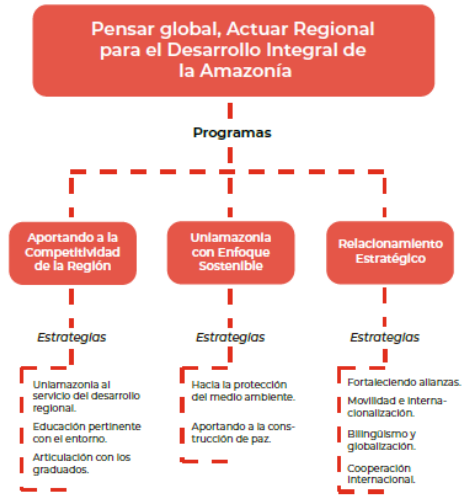 Pensar global, Actuar Regional
para el Desarrollo Integral de
la Amazonía
Programas
Aportando a la
Competitividad
de la Región
Estrategias
Uniamazonia al
servicio del desarrollo
regional.
Educación pertinente
con el entorno.
Articulación con los
graduados.
Uniamazonia
con Enfoque
Sostenible
Estrategias
Hacia la protección
del medio ambiente.
Aportando a la cons-
trucción de paz.
Relacionamiento
Estratégico
Estrategias
Fortaleciendo alianzas.
Movilidad e interna-
cionalización.
Bilingüismo y
globalización.
Cooperación
Internacional.